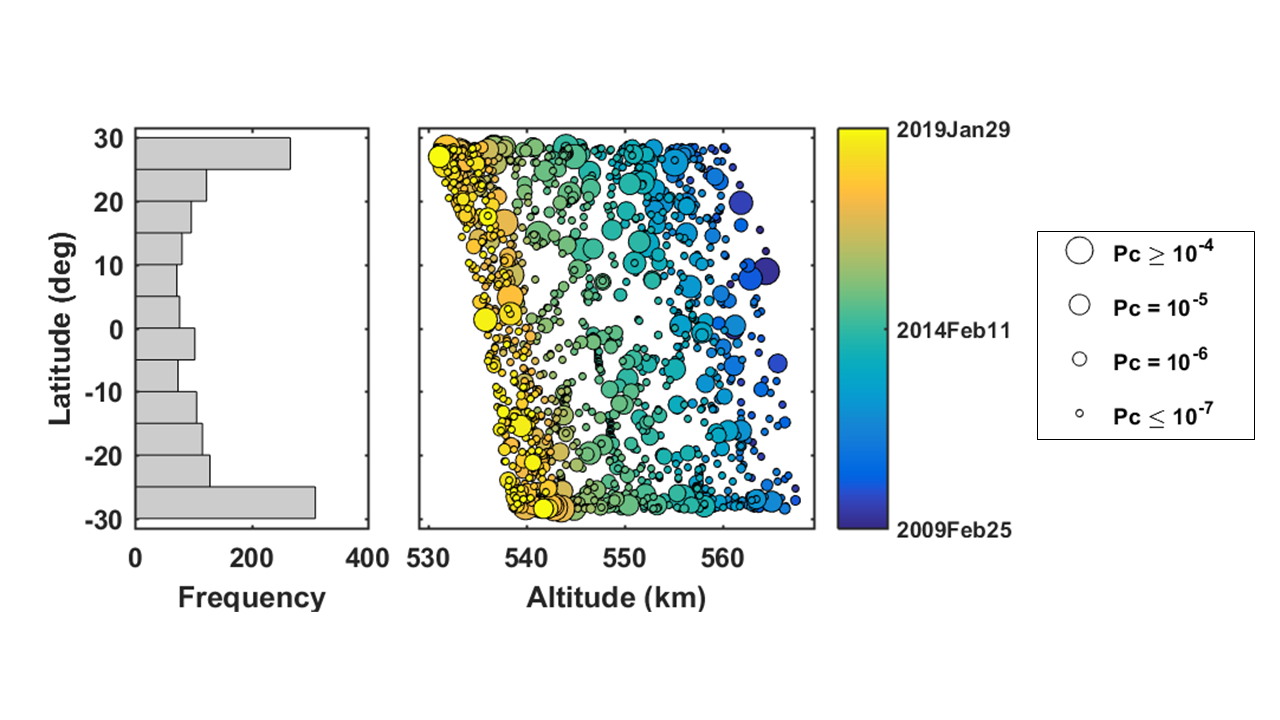 30
20
10
0
-10
-20
-30
Latitude (deg)
0
200
400
Frequency
530
540
550
560
Altitude (km)
2019Jan29
2014Feb11
2009Feb25
Pc ≥ 10⁻⁴
Pc = 10⁻⁵
Pc = 10⁻⁶
Pc ≤ 10⁻⁷